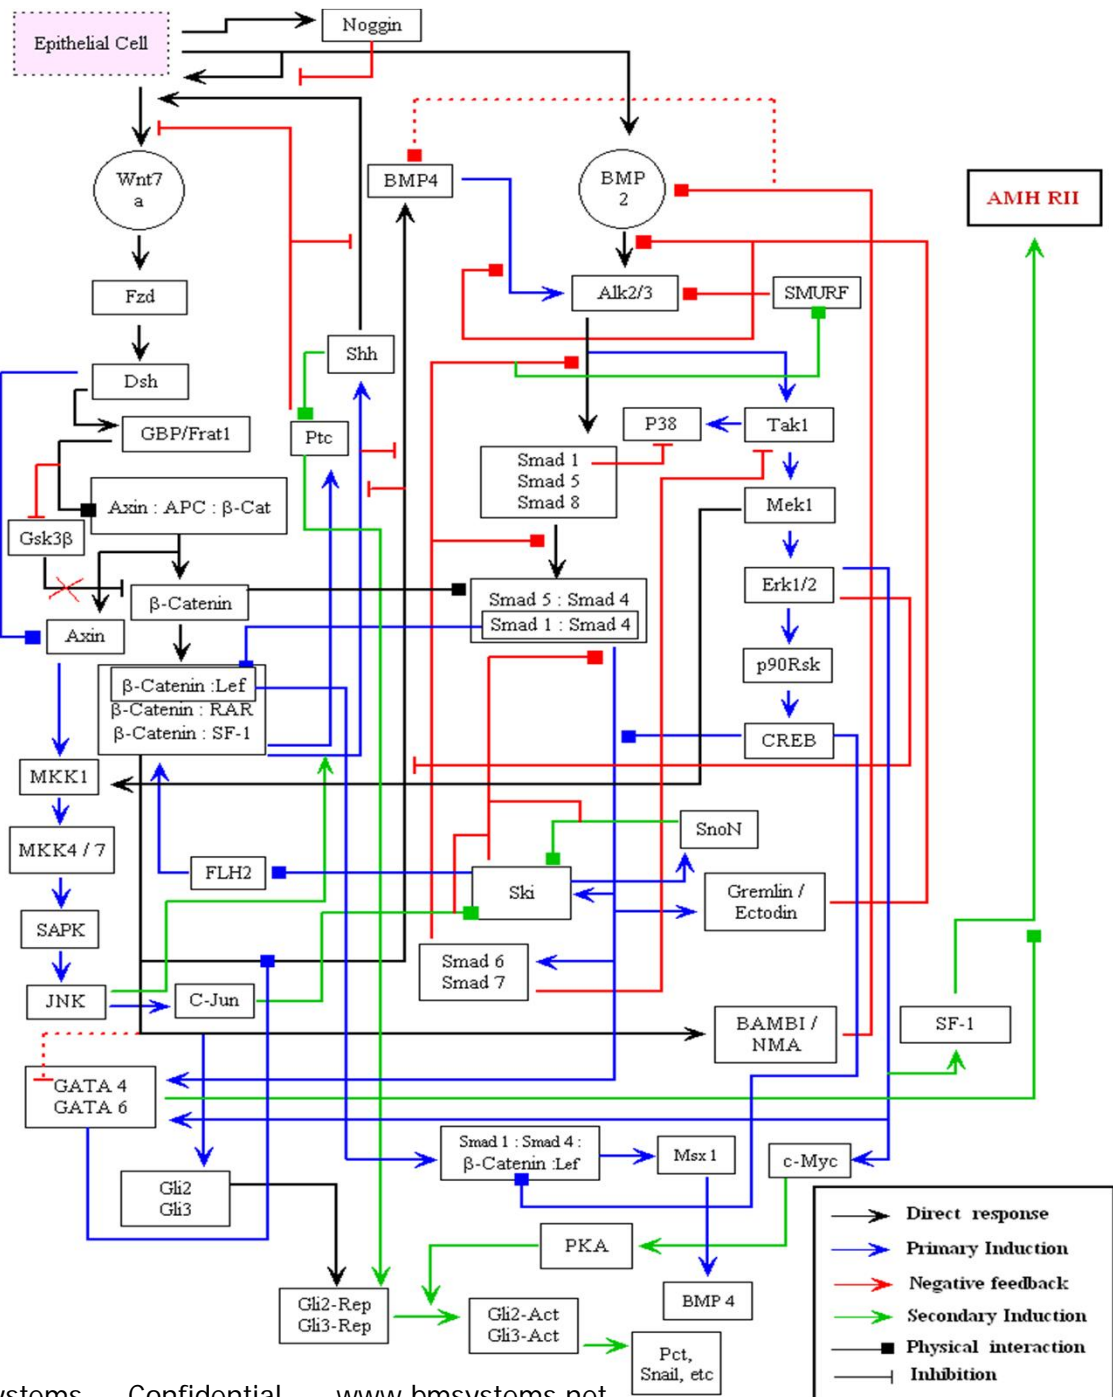 Noggin
Epithelial Cell
Wnt7
a
BMP4
BMP
2
AMH RII
Fzd
Alk2/3
SMURF
Shh
Dsh
GBP/Frat1
Ptc
P38
Tak1
Smad 1
Smad 5
Smad 8
Axin : APC : β-Cat
Mek1
Gsk3β
β-Catenin
Smad 5 : Smad 4
Smad 1 : Smad 4
Erk1/2
Axin
p90Rsk
β-Catenin :Lef
β-Catenin : RAR
β-Catenin : SF-1
CREB
MKK1
SnoN
MKK4 / 7
FLH2
Ski
Gremlin /
Ectodin
SAPK
Smad 6
Smad 7
JNK
C-Jun
BAMBI /
NMA
SF-1
GATA 4
GATA 6
Smad 1 : Smad 4 :
β-Catenin :Lef
Msx1
c-Myc
Gli2
Gli3
PKA
BMP 4
Gli2-Rep
Gli3-Rep
Gli2-Act
Gli3-Act
Pct,
Snail, etc
Direct response
Primary Induction
Negative feedback
Secondary Induction
Physical interaction
Inhibition
ystems Confidential www.bmsystems.net